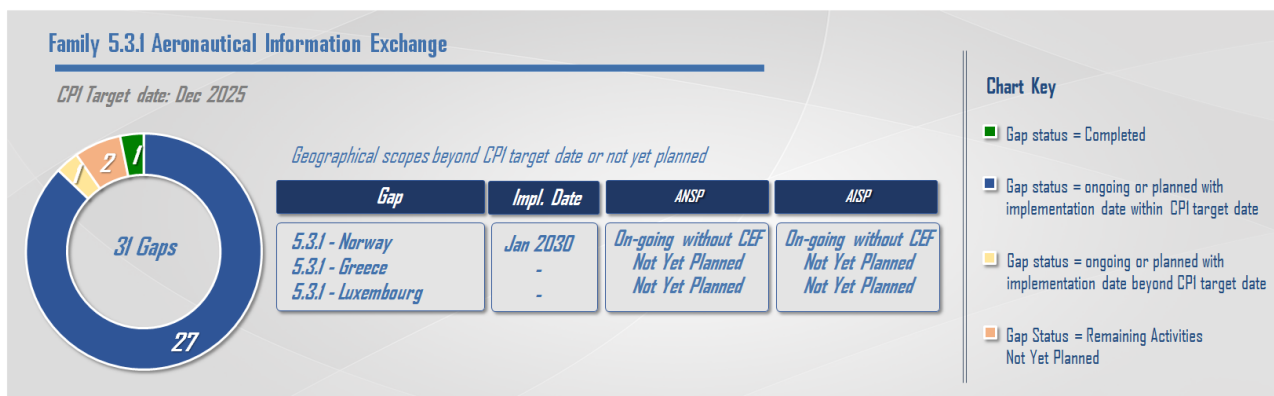 Family 5.3.1 Aeronautical Information Exchange
CPI Target date: Dec 2025
1
2
1
31 Gaps
27
Geographical scopes beyond CPI target date or not yet planned
Gap Impl. Date ANSP AISP
5.3.1 - Norway Jan 2030 On-going without CEF On-going without CEF
5.3.1 - Greece - Not Yet Planned Not Yet Planned
5.3.1 - Luxembourg - Not Yet Planned Not Yet Planned
Chart Key
Gap status = Completed
Gap status = ongoing or planned with
implementation date within CPI target date
Gap status = ongoing or planned with
implementation date beyond CPI target date
Gap Status = Remaining Activities
Not Yet Planned